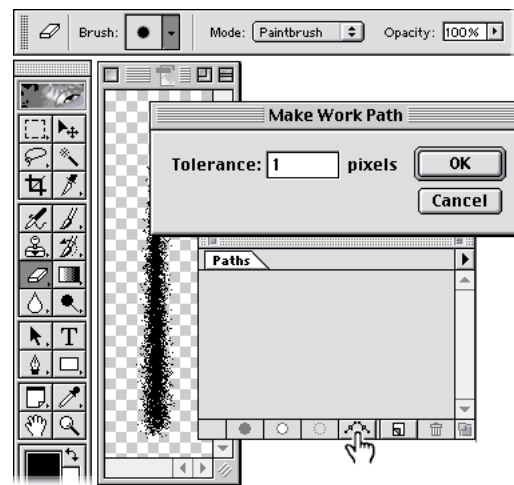 Brush: Mode: Paintbrush Opacity: 100%
Make Work Path
Tolerance: 1 pixels OK
Cancel
Paths
T